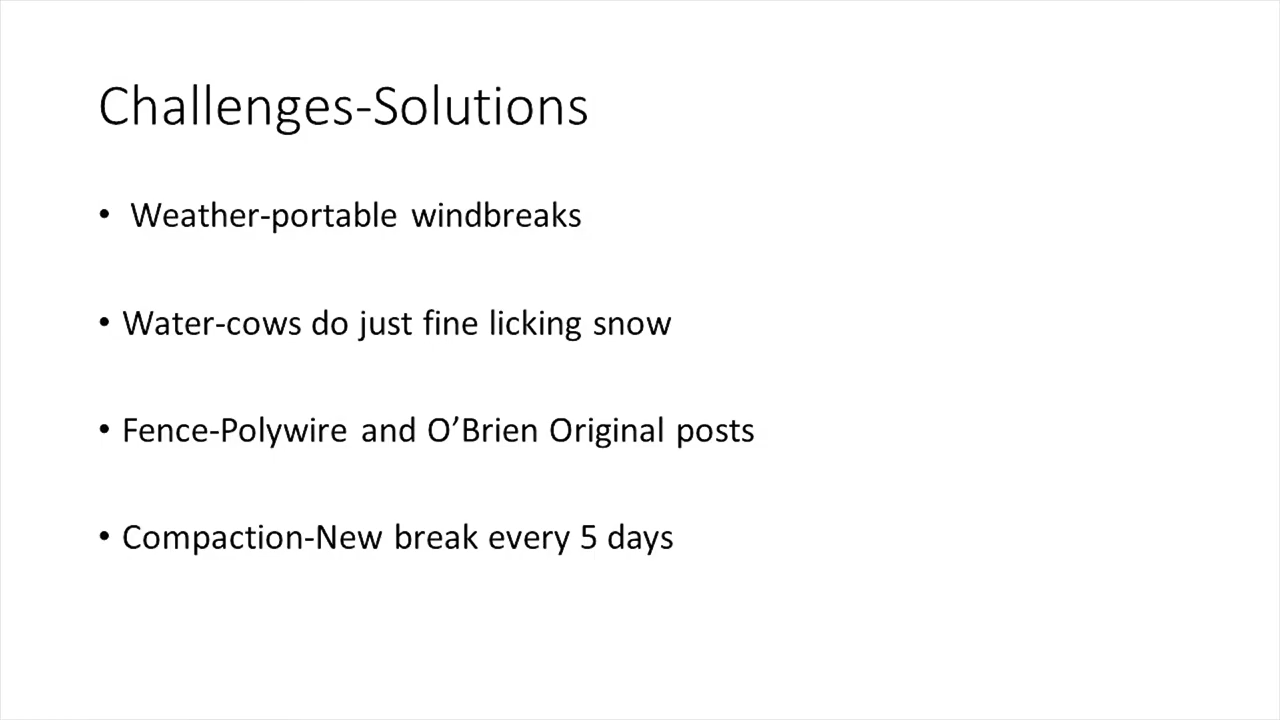 Challenges-Solutions
• Weather-portable windbreaks
• Water-cows do just fine licking snow
• Fence-Polywire and O’Brien Original posts
• Compaction-New break every 5 days